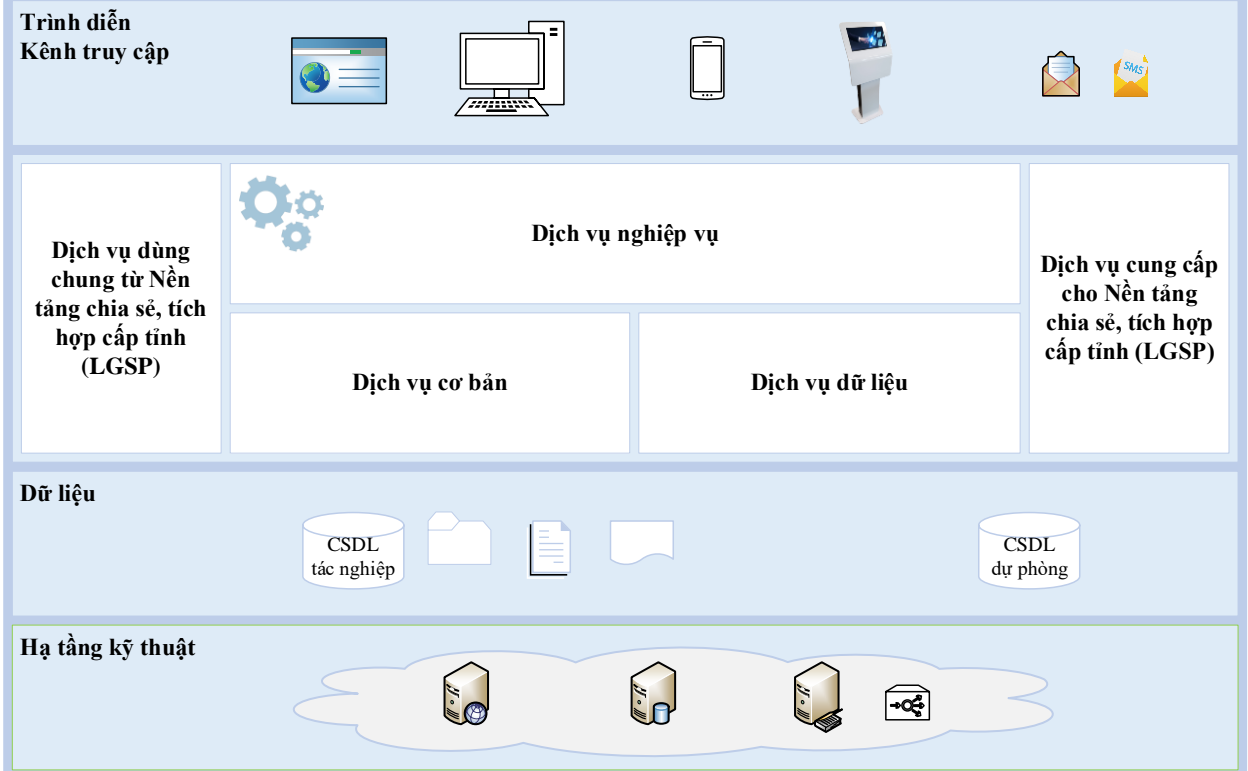 Trình diễn
Kênh truy cập
SMS
Dịch vụ dùng
chung từ Nền
tảng chia sẻ, tích
hợp cấp tỉnh
(LGSP)
Dịch vụ nghiệp vụ
Dịch vụ cơ bản
Dịch vụ dữ liệu
Dịch vụ cung cấp
cho Nền tảng
chia sẻ, tích hợp
cấp tỉnh (LGSP)
Dữ liệu
CSDL
tác nghiệp
CSDL
dự phòng
Hạ tầng kỹ thuật